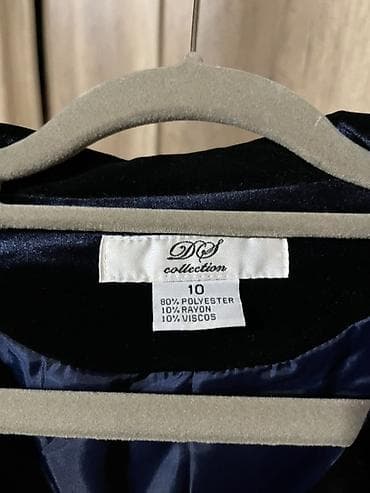 DS
collection
10
80% POLYESTER
10% RAYON
10% VISCOS